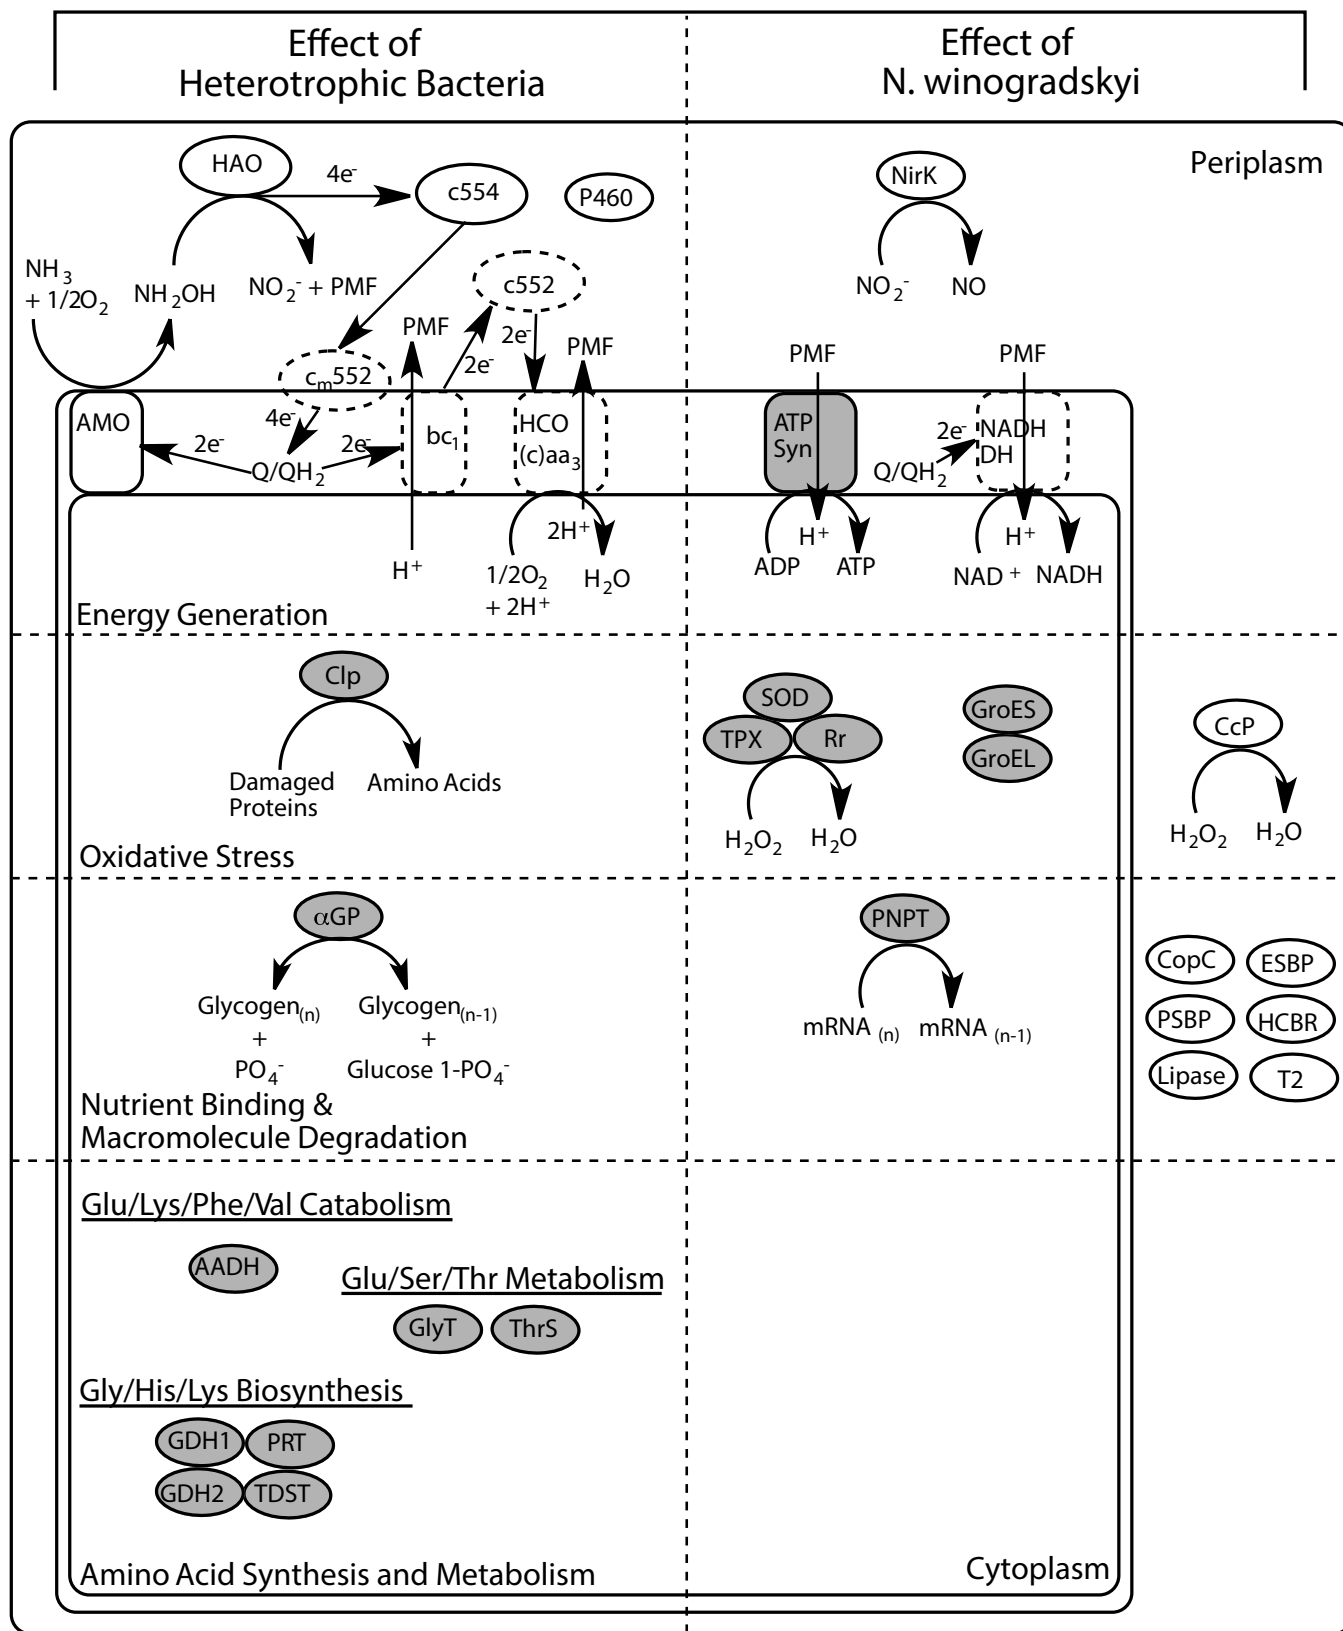 Effect of
Heterotrophic Bacteria
Effect of
N. winogradskyi
Periplasm
HAO
4e⁻
c554
P460
NirK
NH₃
+ 1/2O₂
NH₂OH
NO₂⁻ + PMF
c552
NO₂⁻
NO
PMF
2e⁻
2e⁻
PMF
PMF
PMF
cₘ552
AMO
4e⁻
2e⁻
Q/QH₂
2e⁻
bc₁
HCO
(c)aa₃
ATP
Syn
2e⁻
Q/QH₂
NADH
DH
H⁺
2H⁺
1/2O₂
+ 2H⁺
H₂O
H⁺
ADP
ATP
H⁺
NAD⁺
NADH
Energy Generation
Clp
Damaged
Proteins
Amino Acids
SOD
TPX
Rr
H₂O₂
H₂O
GroES
GroEL
CcP
H₂O₂
H₂O
Oxidative Stress
αGP
Glycogen₍ₙ₎
+
PO₄⁻
Glycogen₍ₙ₋₁₎
+
Glucose 1-PO₄⁻
PNPT
mRNA ₍ₙ₎
mRNA ₍ₙ₋₁₎
CopC
ESBP
PSBP
HCBR
Lipase
T2
Nutrient Binding &
Macromolecule Degradation
Glu/Lys/Phe/Val Catabolism
AADH
Glu/Ser/Thr Metabolism
GlyT
ThrS
Gly/His/Lys Biosynthesis
GDH1
PRT
GDH2
TDST
Amino Acid Synthesis and Metabolism
Cytoplasm